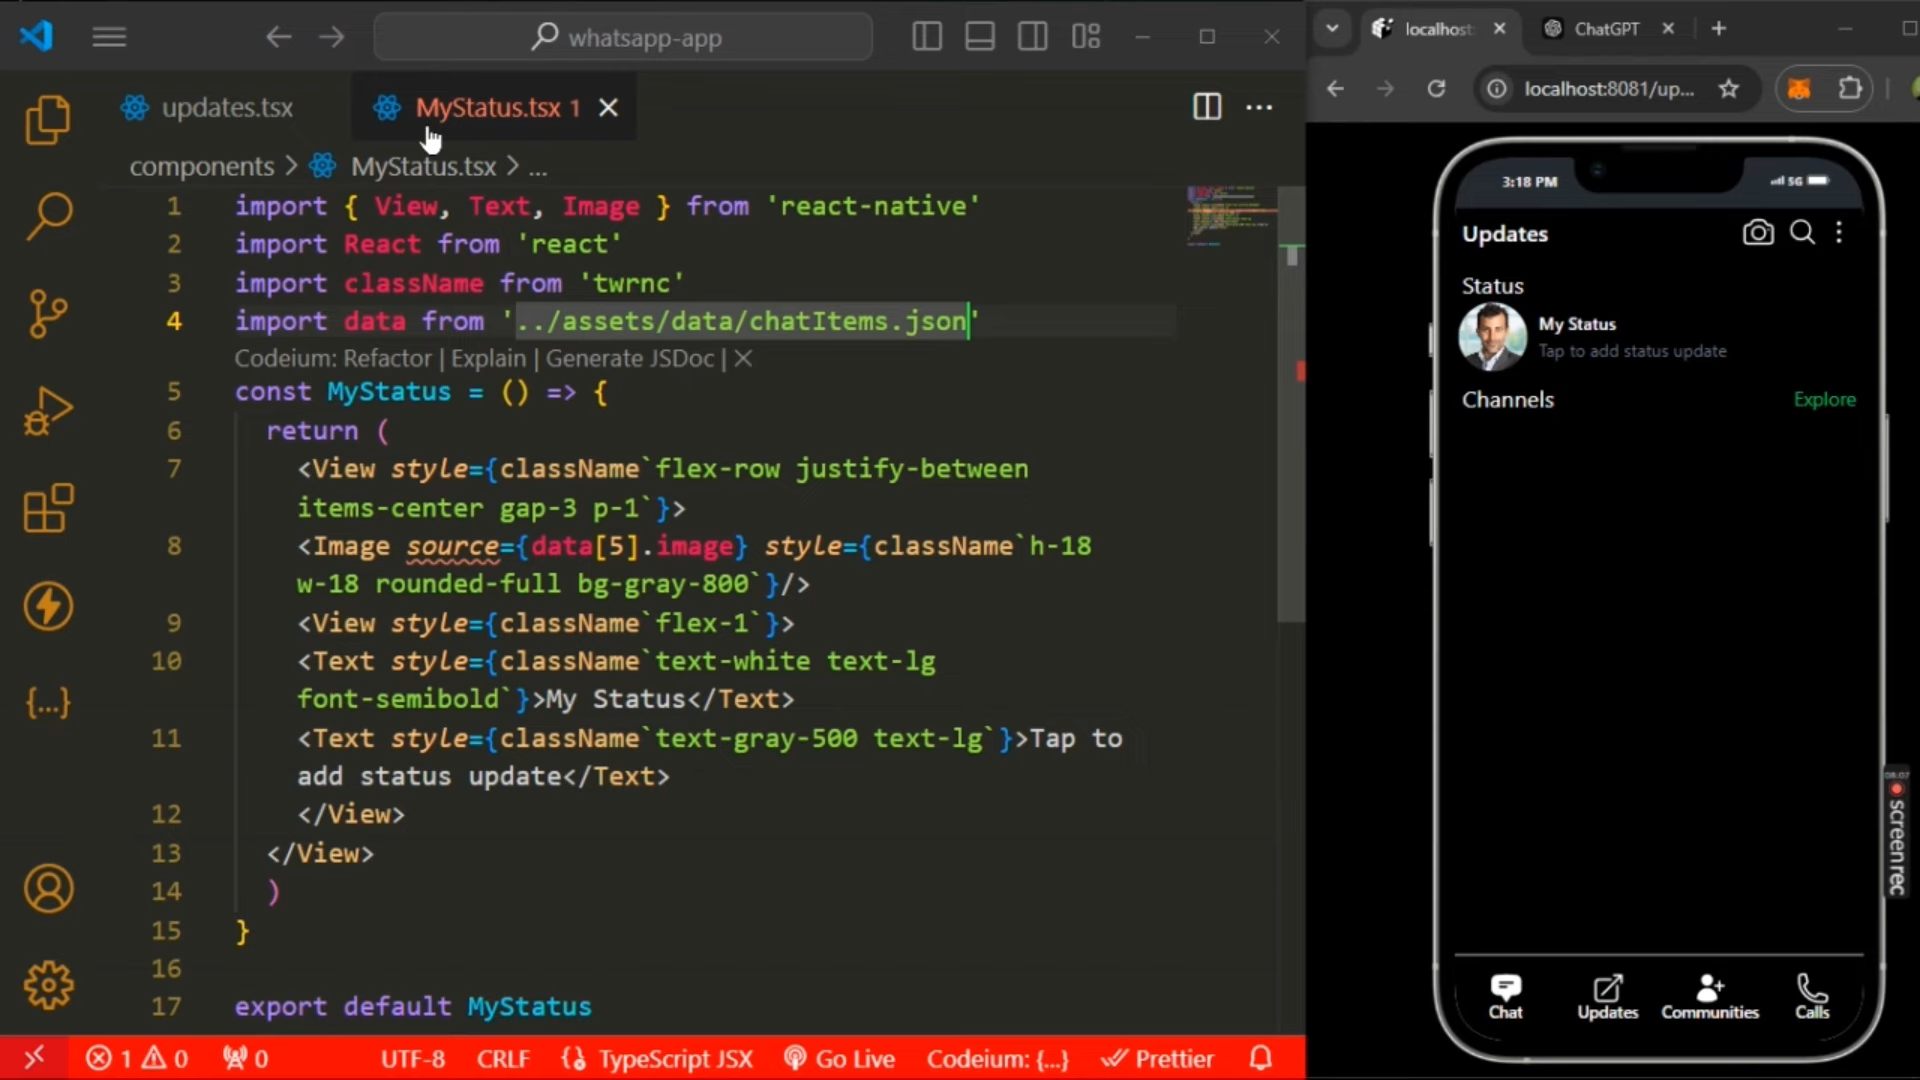 whatsapp-app
updates.tsx
MyStatus.tsx 1
components > MyStatus.tsx > ...
1 import { View, Text, Image } from 'react-native'
2 import React from 'react'
3 import className from 'twrnc'
4 import data from '../assets/data/chatItems.json'
Codeium: Refactor | Explain | Generate JSDoc | ×
5 const MyStatus = () => {
6 return (
7 <View style={className`flex-row justify-between
items-center gap-3 p-1`}>
8 <Image source={data[5].image} style={className`h-18
w-18 rounded-full bg-gray-800`}/>
9 <View style={className`flex-1`}>
10 <Text style={className`text-white text-lg
font-semibold`}>My Status</Text>
11 <Text style={className`text-gray-500 text-lg`}>Tap to
add status update</Text>
12 </View>
13 </View>
14 )
15 }
16
17 export default MyStatus
1 0 0 UTF-8 CRLF {} TypeScript JSX Go Live Codeium: {...} Prettier
localhost: ChatGPT
localhost:8081/up...
3:18 PM 5G
Updates
Status
My Status
Tap to add status update
Channels Explore
Chat Updates Communities Calls
screenrec